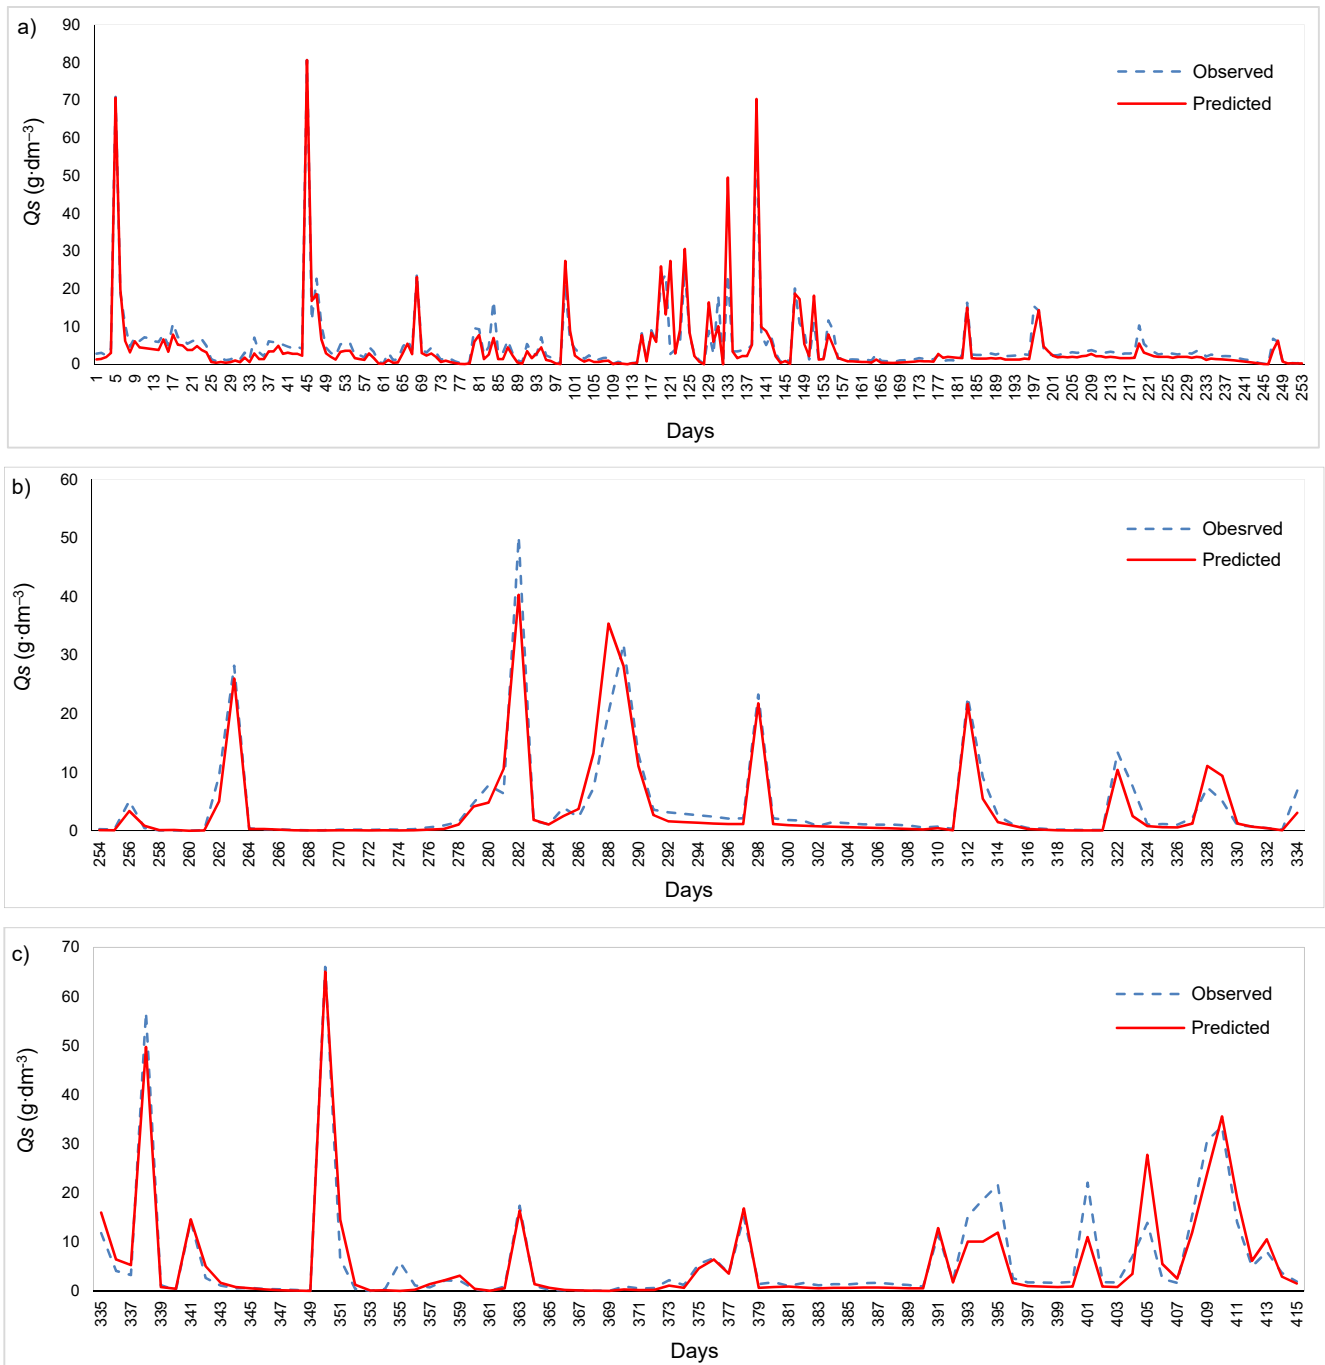 a)
90
80
70
60
50
40
30
20
10
0
Qs (g·dm⁻³)
Observed
Predicted
1 5 9 13 17 21 25 29 33 37 41 45 49 53 57 61 65 69 73 77 81 85 89 93 97 101 105 109 113 117 121 125 129 133 137 141 145 149 153 157 161 165 169 173 177 181 185 189 193 197 201 205 209 213 217 221 225 229 233 237 241 245 249 253
Days
b)
60
50
40
30
20
10
0
Qs (g·dm⁻³)
Obesrved
Predicted
254 256 258 260 262 264 266 268 270 272 274 276 278 280 282 284 286 288 290 292 294 296 298 300 302 304 306 308 310 312 314 316 318 320 322 324 326 328 330 332 334
Days
c)
70
60
50
40
30
20
10
0
Qs (g·dm⁻³)
Observed
Predicted
335 337 339 341 343 345 347 349 351 353 355 357 359 361 363 365 367 369 371 373 375 377 379 381 383 385 387 389 391 393 395 397 399 401 403 405 407 409 411 413 415
Days